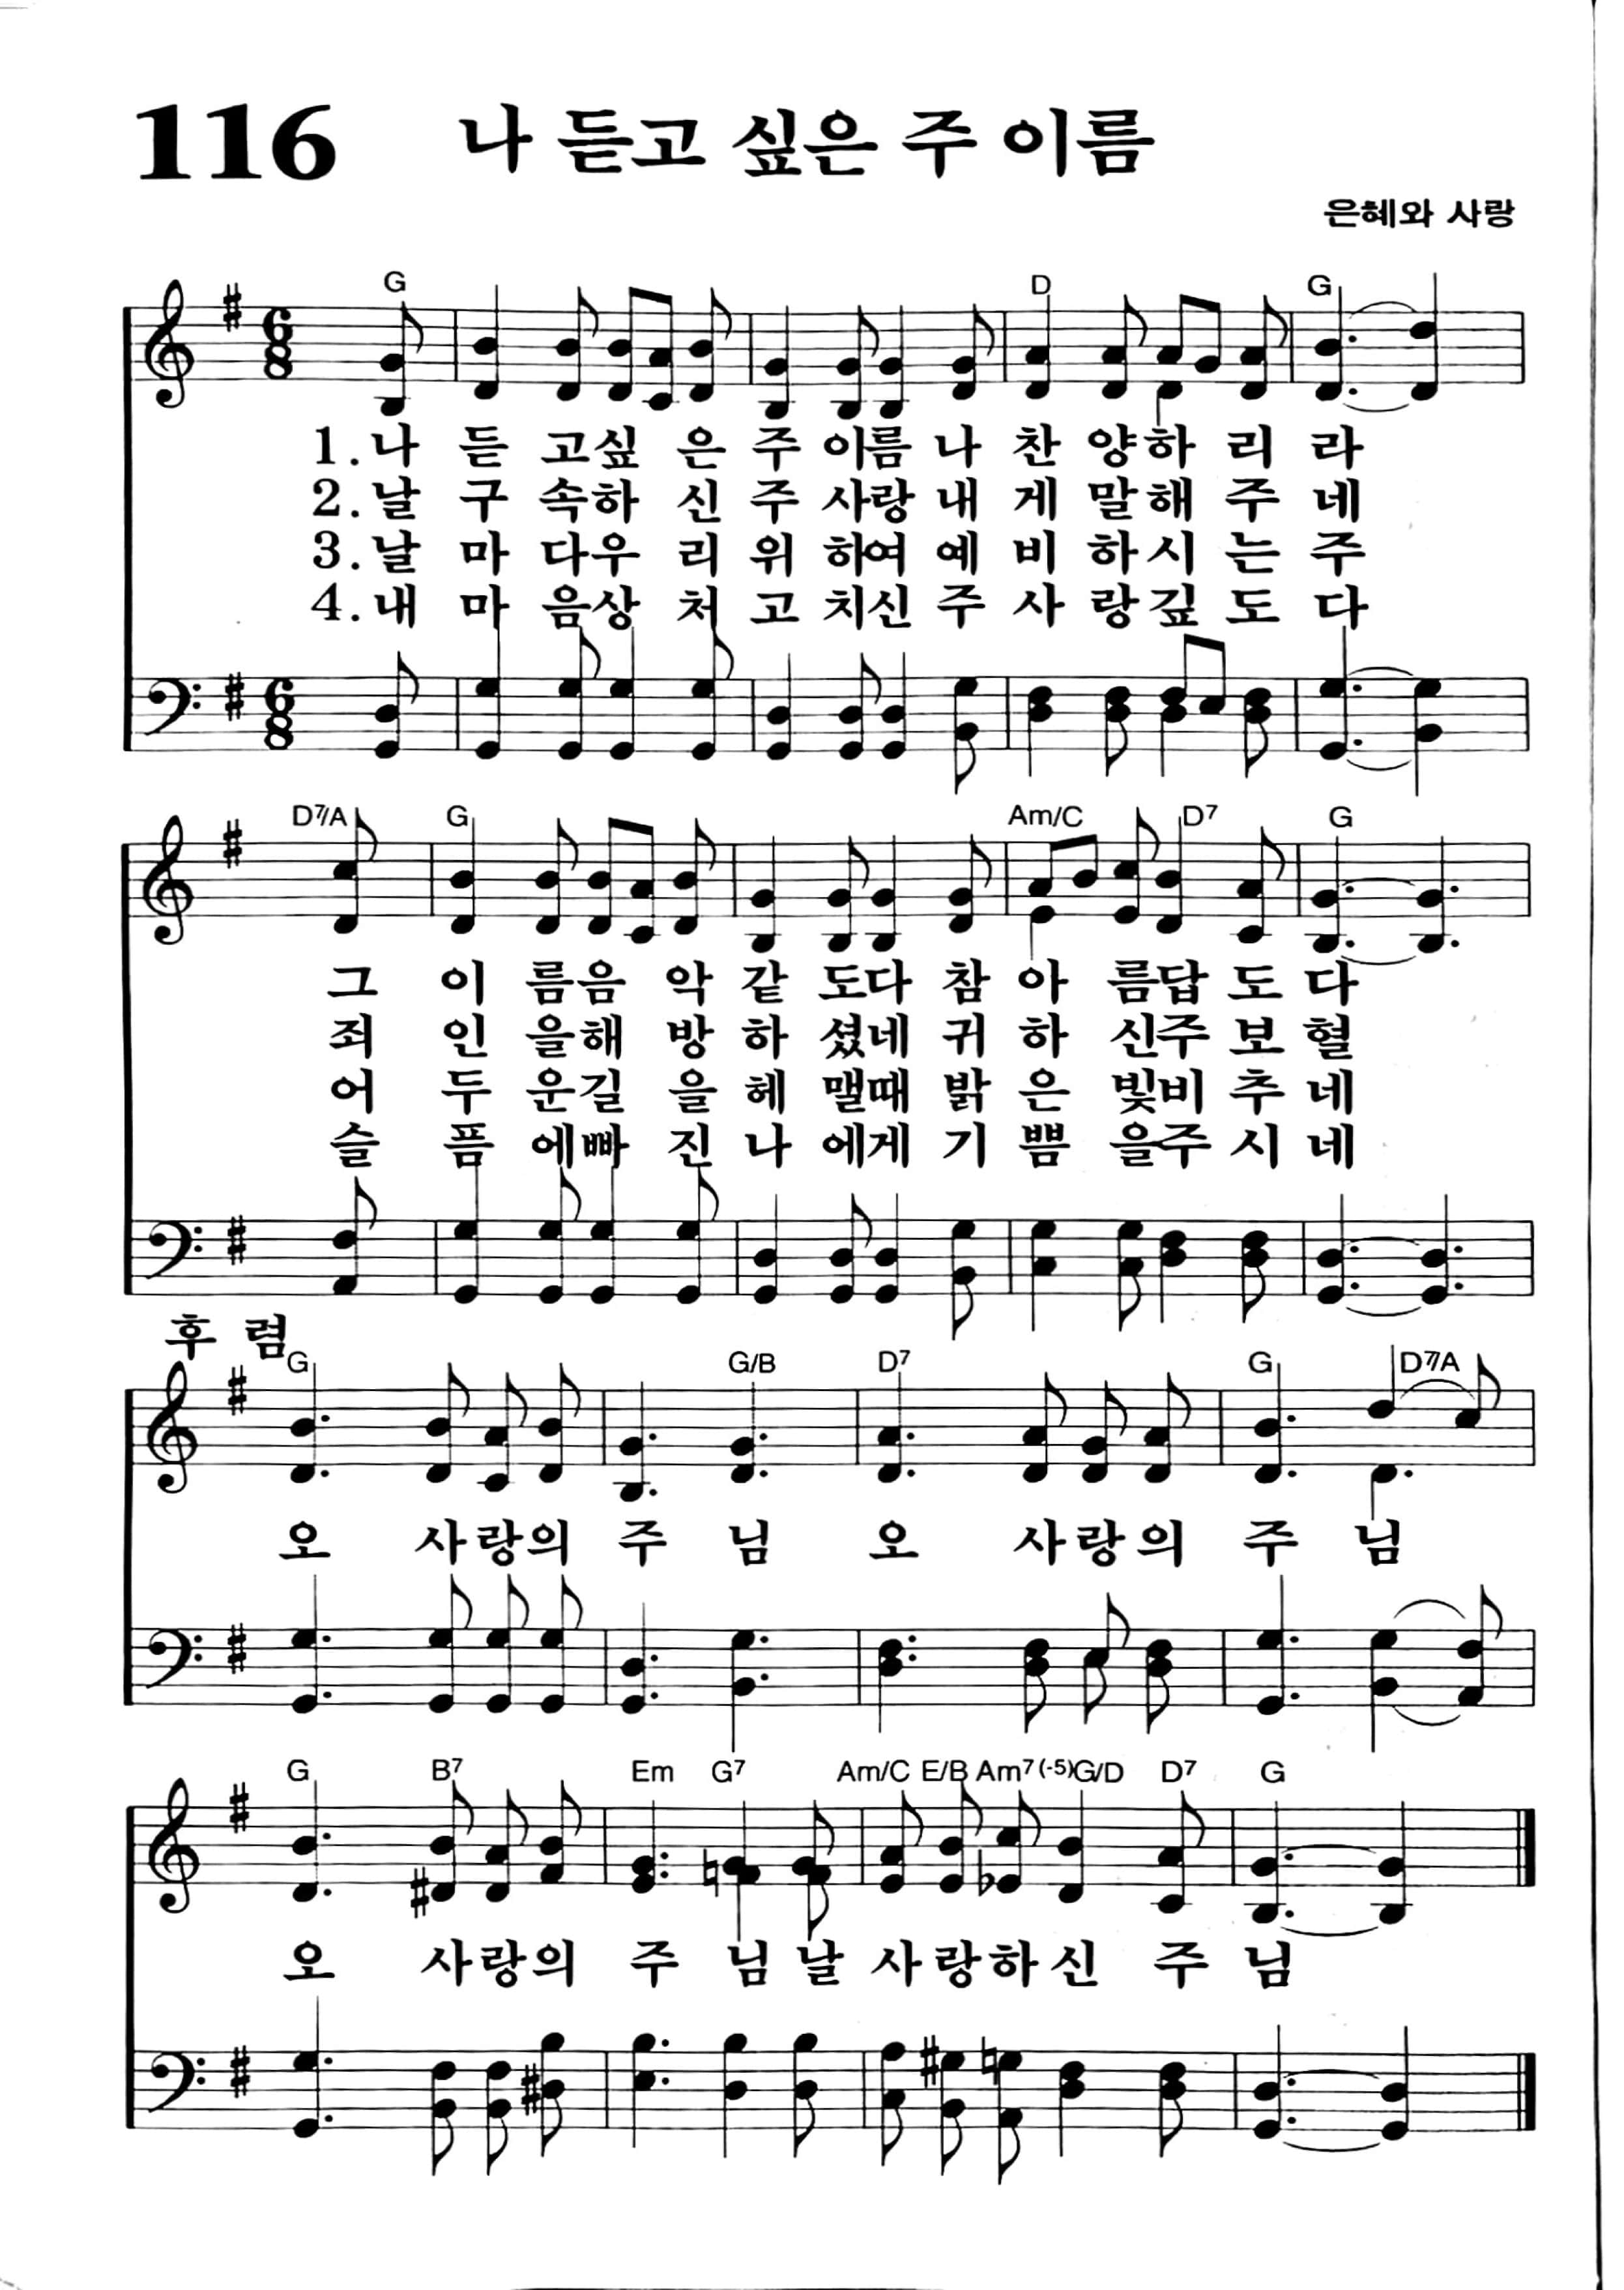 116 나 듣고 싶은 주 이름
은혜와 사랑
G D G
1. 나 듣 고싶 은 주 이름 나 찬 양하 리 라
2. 날 구 속하 신 주 사랑 내 게 말해 주 네
3. 날 마 다우 리 위 하여 예 비 하시 는 주
4. 내 마 음상 처 고 치신 주 사 랑깊 도 다
D7/A G Am/C D7 G
그 이 름음 악 같 도다 참 아 름답 도 다
죄 인 을해 방 하 셨네 귀 하 신주 보 혈
어 두 운길 을 헤 맬때 밝 은 빛비 추 네
슬 픔 에빠 진 나 에게 기 쁨 을주 시 네
후 렴
G G/B D7 G D7/A
오 사랑의 주 님 오 사랑의 주 님
G B7 Em G7 Am/C E/B Am7(-5) G/D D7 G
오 사랑의 주 님 날 사랑하신 주 님